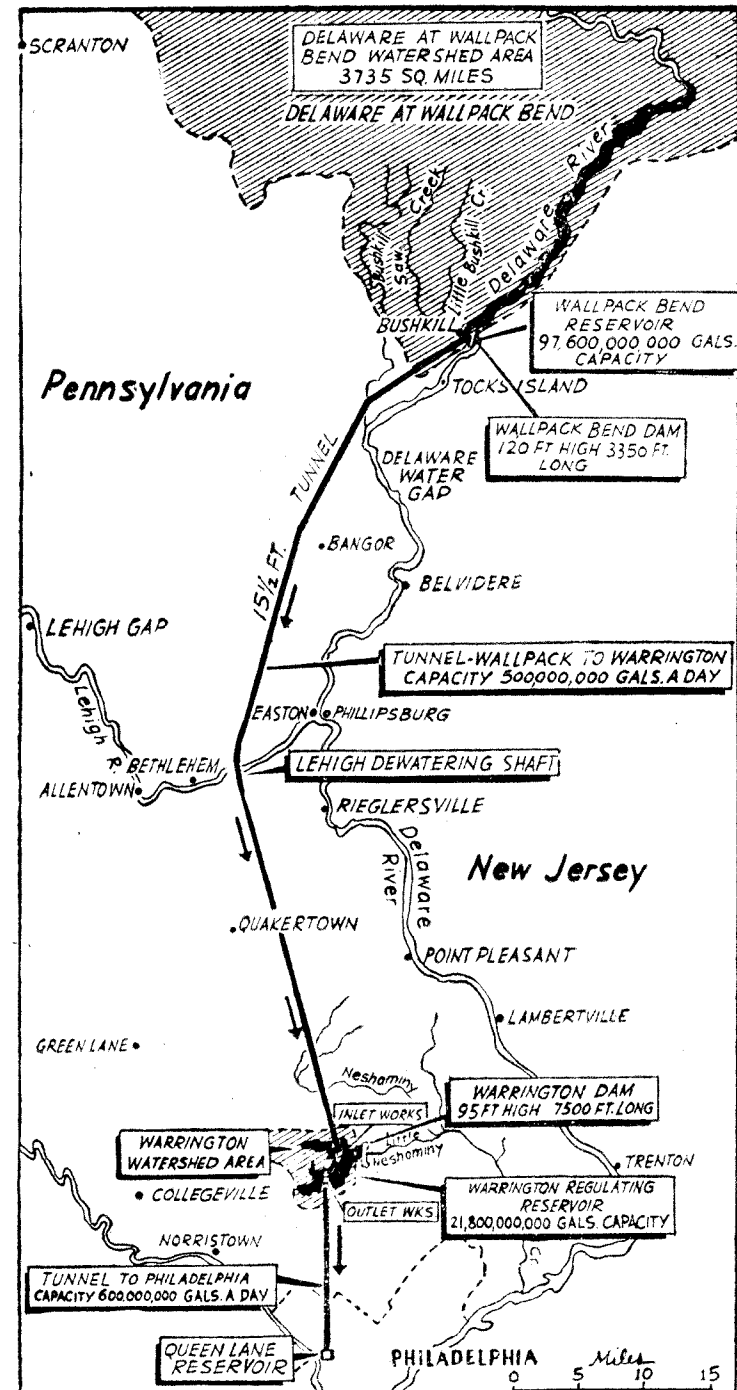 SCRANTON
DELAWARE AT WALLPACK
BEND WATERSHED AREA
3735 SQ. MILES
DELAWARE AT WALLPACK BEND
Delaware River
Bushkill
Saw Creek
Little Bushkill Cr.
BUSHKILL
WALLPACK BEND
RESERVOIR
97,600,000,000 GALS.
CAPACITY
Pennsylvania
TOCKS ISLAND
WALLPACK BEND DAM
120 FT HIGH 3350 FT.
LONG
DELAWARE
WATER
GAP
15 1/2 FT. TUNNEL
BANGOR
BELVIDERE
LEHIGH GAP
TUNNEL-WALLPACK TO WARRINGTON
CAPACITY 500,000,000 GALS. A DAY
Lehigh R.
EASTON
PHILLIPSBURG
BETHLEHEM
LEHIGH DEWATERING SHAFT
ALLENTOWN
RIEGLERSVILLE
Delaware
River
New Jersey
QUAKERTOWN
POINT PLEASANT
LAMBERTVILLE
GREEN LANE
Neshaminy
INLET WORKS
WARRINGTON DAM
95 FT HIGH 7500 FT. LONG
WARRINGTON
WATERSHED AREA
Little
Neshaminy
TRENTON
COLLEGEVILLE
WARRINGTON REGULATING
RESERVOIR
21,800,000,000 GALS. CAPACITY
OUTLET WKS
Cr.
NORRISTOWN
TUNNEL TO PHILADELPHIA
CAPACITY 600,000,000 GALS. A DAY
QUEEN LANE
RESERVOIR
PHILADELPHIA
Miles
0 5 10 15